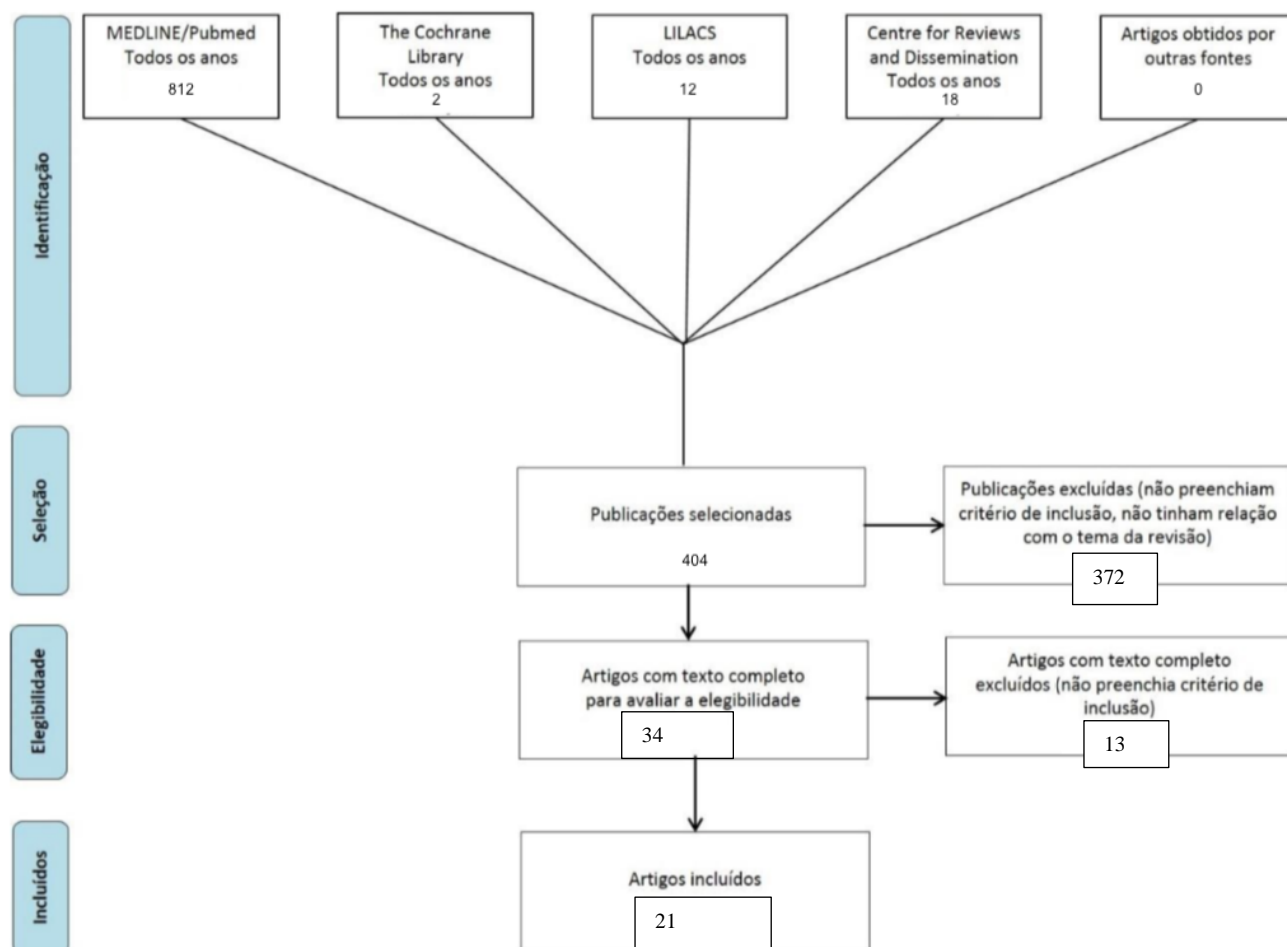 Identificação
MEDLINE/Pubmed
Todos os anos
812
The Cochrane
Library
Todos os anos
2
LILACS
Todos os anos
12
Centre for Reviews
and Dissemination
Todos os anos
18
Artigos obtidos por
outras fontes
0
Seleção
Publicações selecionadas
404
Publicações excluídas (não preenchiam
critério de inclusão, não tinham relação
com o tema da revisão)
372
Elegibilidade
Artigos com texto completo
para avaliar a elegibilidade
34
Artigos com texto completo
excluídos (não preenchia critério de
inclusão)
13
Incluídos
Artigos incluídos
21